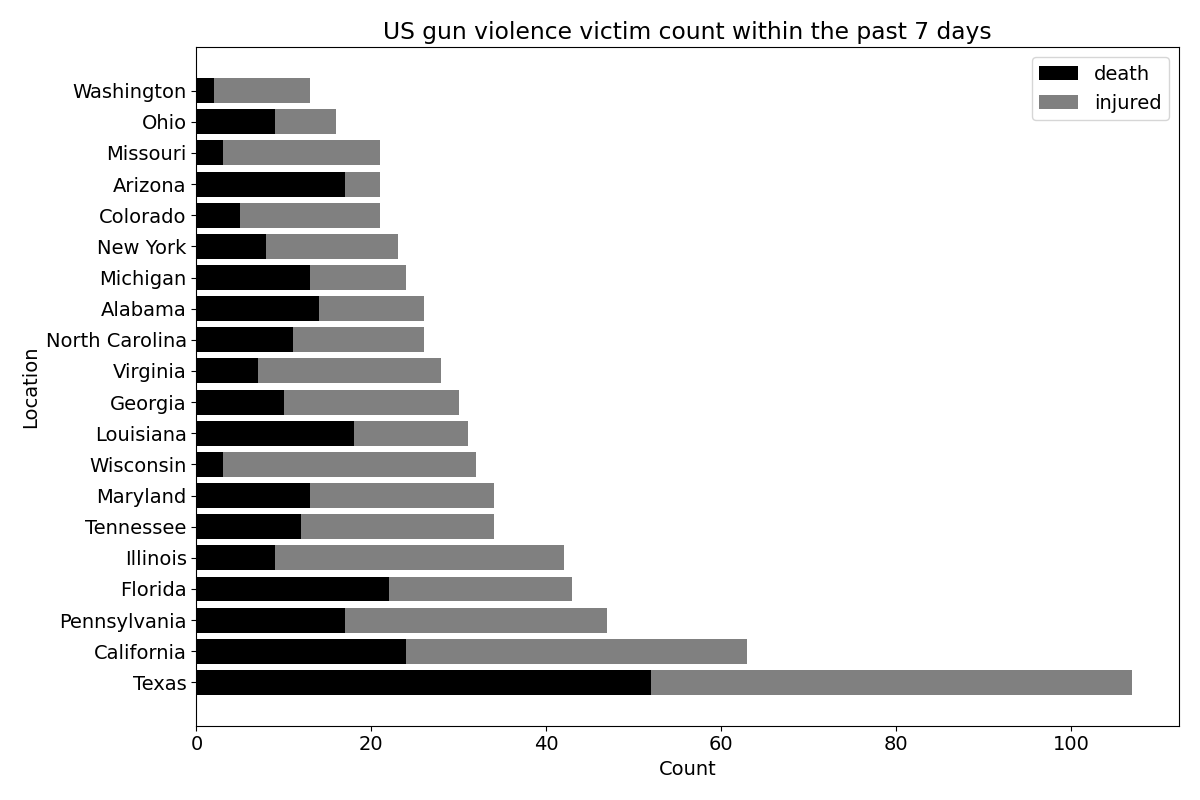 US gun violence victim count within the past 7 days
death
injured
Location
Washington
Ohio
Missouri
Arizona
Colorado
New York
Michigan
Alabama
North Carolina
Virginia
Georgia
Louisiana
Wisconsin
Maryland
Tennessee
Illinois
Florida
Pennsylvania
California
Texas
0 20 40 60 80 100
Count